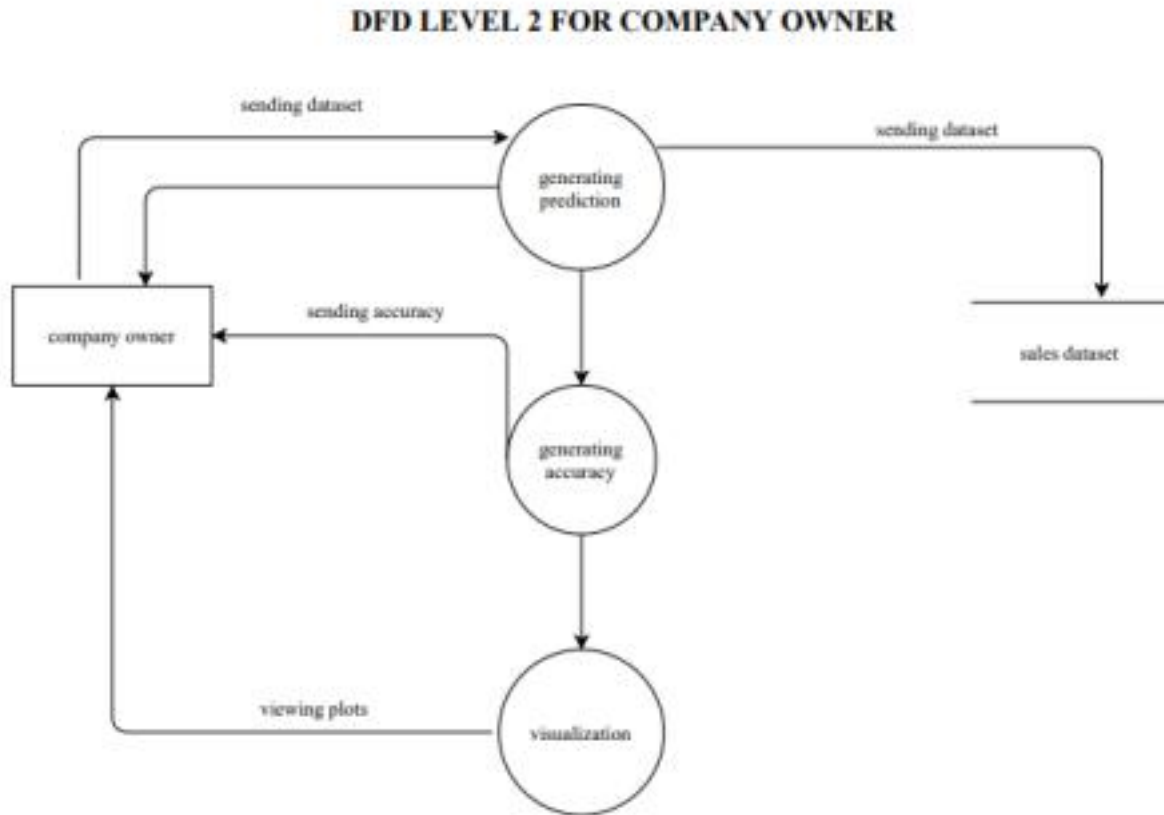 DFD LEVEL 2 FOR COMPANY OWNER
sending dataset
sending dataset
generating
prediction
sending accuracy
company owner
sales dataset
generating
accuracy
viewing plots
visualization